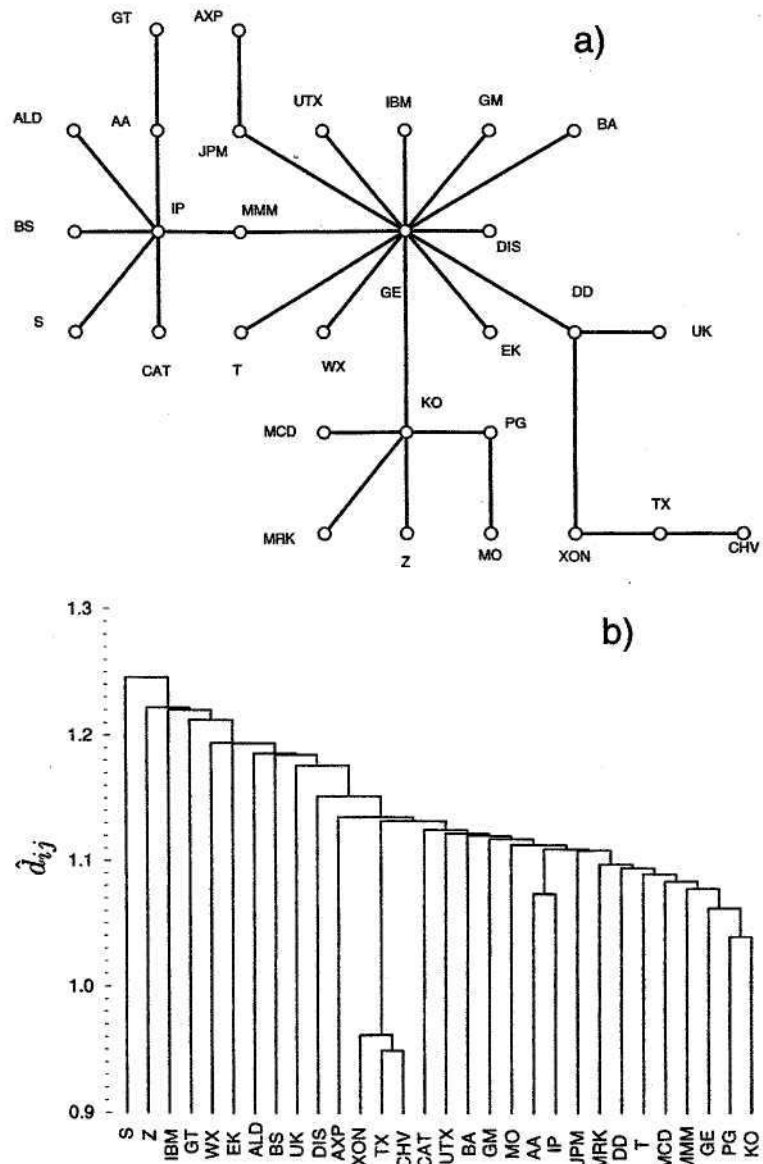 GT AXP a)
ALD AA UTX IBM GM BA
JPM
BS IP MMM
DIS
GE DD
S UK
EK
CAT T WX
KO
MCD PG
TX
MRK Z MO XON CHV
b)
1.3
1.2
1.1
1.0
0.9
d̂ij
S Z IBM GT WX EK ALD BS UK DIS AXP XON TX CHV CAT UTX BA GM MO AA IP JPM MRK DD T MCD MMM GE PG KO